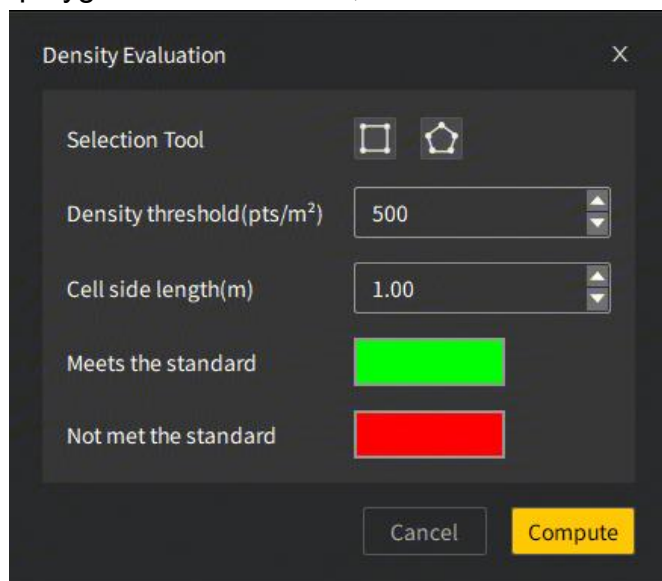 Density Evaluation X
Selection Tool
Density threshold(pts/m²) 500
Cell side length(m) 1.00
Meets the standard
Not met the standard
Cancel Compute